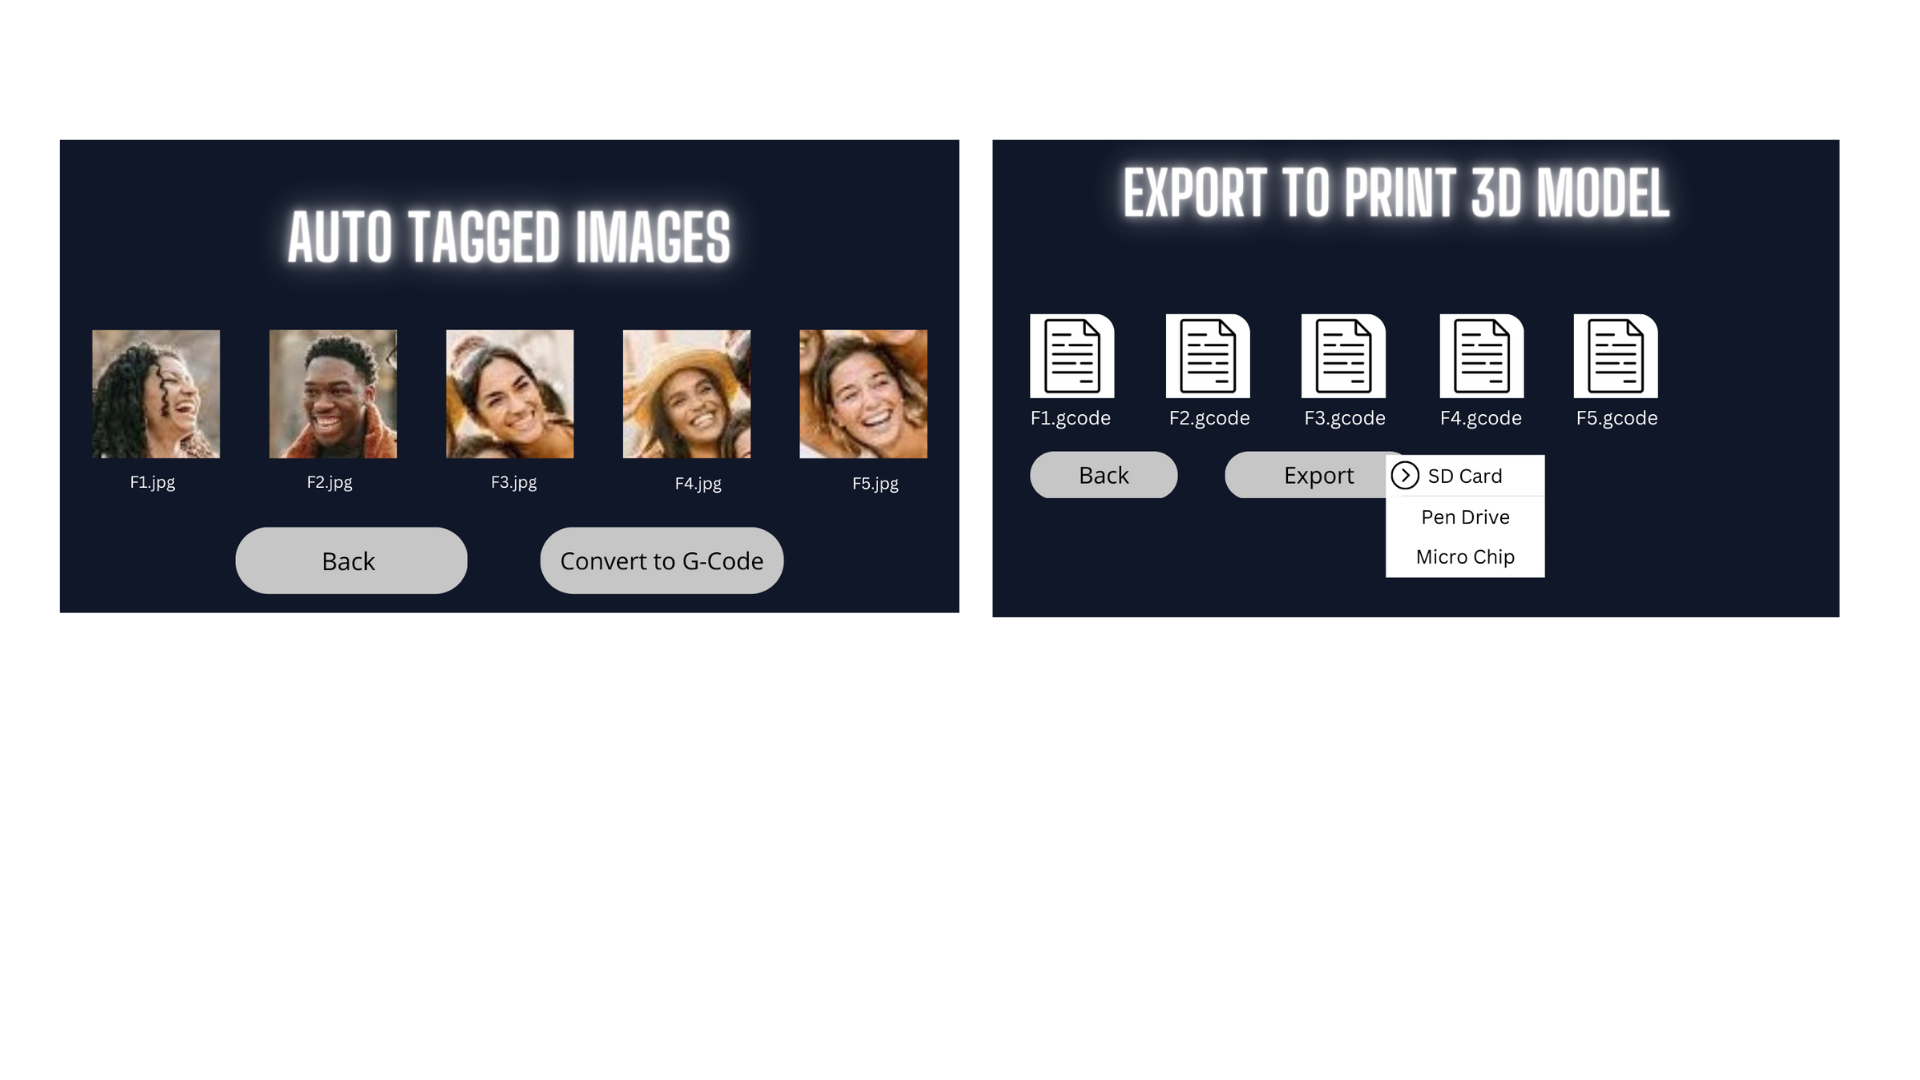 AUTO TAGGED IMAGES
F1.jpg
F2.jpg
F3.jpg
F4.jpg
F5.jpg
Back
Convert to G-Code
EXPORT TO PRINT 3D MODEL
F1.gcode
F2.gcode
F3.gcode
F4.gcode
F5.gcode
Back
Export
SD Card
Pen Drive
Micro Chip